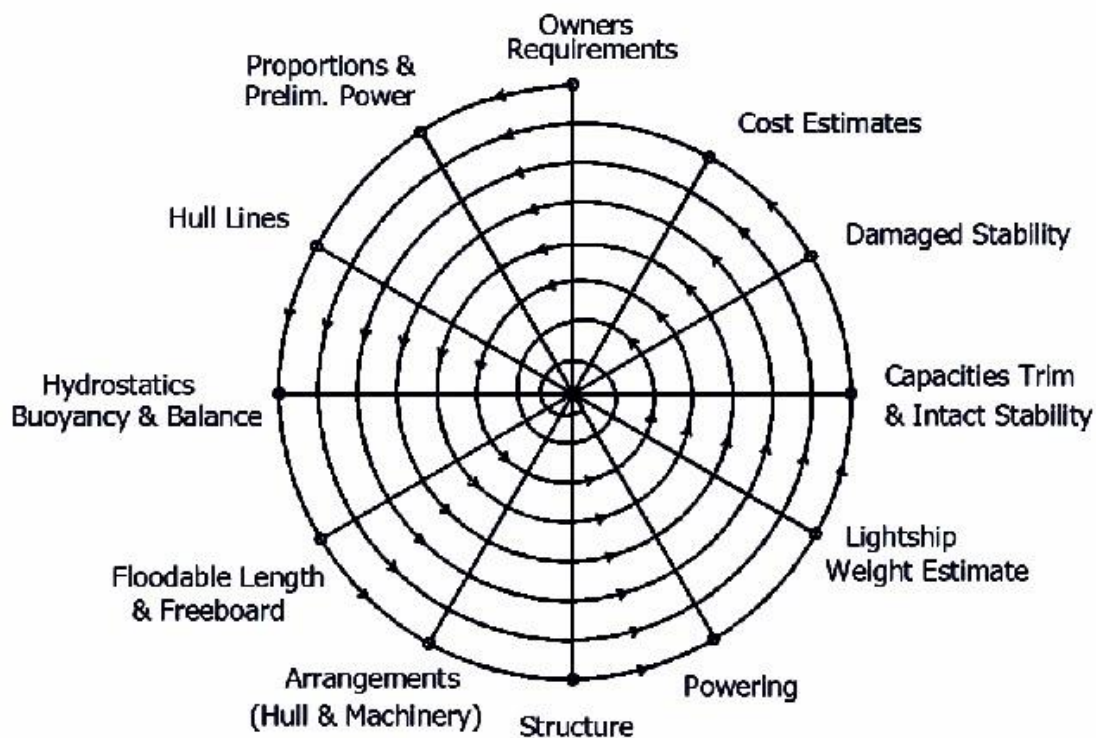 Owners
Requirements
Proportions &
Prelim. Power
Cost Estimates
Hull Lines
Damaged Stability
Hydrostatics
Buoyancy & Balance
Capacities Trim
& Intact Stability
Lightship
Weight Estimate
Floodable Length
& Freeboard
Arrangements
(Hull & Machinery)
Powering
Structure